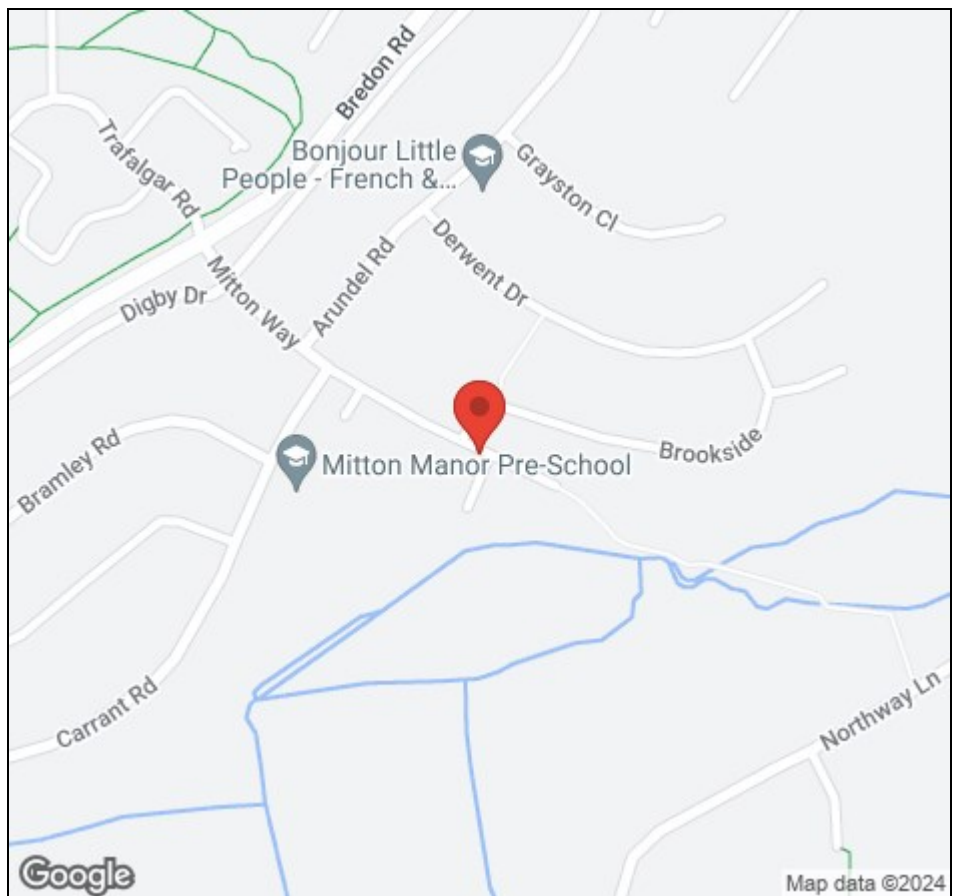 Bredon Rd
Trafalgar Rd
Bonjour Little
People - French &...
Grayston Cl
Mitton Way
Arundel Rd
Derwent Dr
Digby Dr
Bramley Rd
Mitton Manor Pre-School
Brookside
Carrant Rd
Northway Ln
Google
Map data ©2024